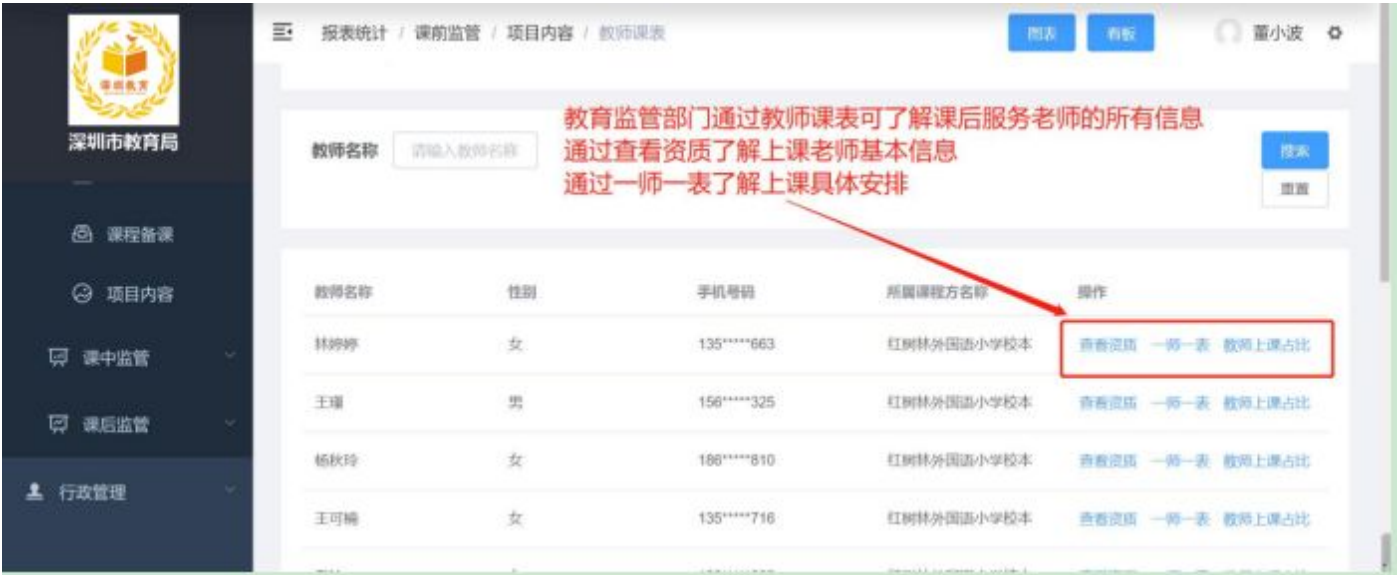 深圳教育
深圳市教育局
报表统计 / 课前监管 / 项目内容 / 教师课表
图表 看板
董小波
教育监管部门通过教师课表可了解课后服务老师的所有信息
教师名称 请输入教师名称
通过查看资质了解上课老师基本信息
搜索
通过一师一表了解上课具体安排
重置
课程备课
项目内容
课中监管
课后监管
行政管理
教师名称 性别 手机号码 所属课程方名称 操作
林婷婷 女 135*****663 红树林外国语小学校本 查看资质 一师一表 教师上课占比
王瑾 男 156*****325 红树林外国语小学校本 查看资质 一师一表 教师上课占比
杨秋玲 女 186*****810 红树林外国语小学校本 查看资质 一师一表 教师上课占比
王可楠 女 135*****716 红树林外国语小学校本 查看资质 一师一表 教师上课占比